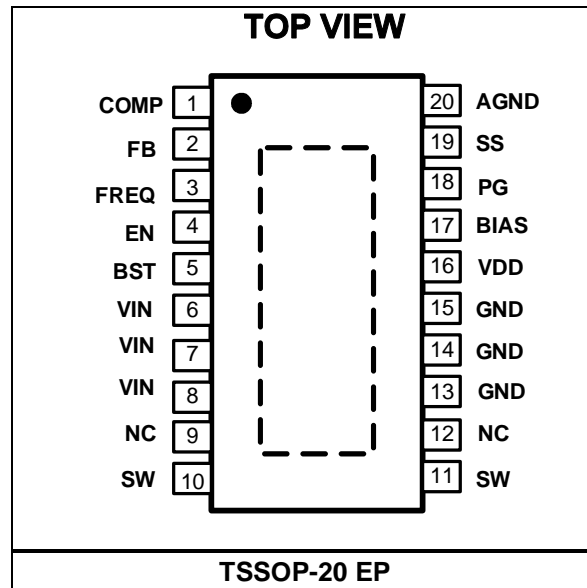 TOP VIEW
COMP 1 20 AGND
FB 2 19 SS
FREQ 3 18 PG
EN 4 17 BIAS
BST 5 16 VDD
VIN 6 15 GND
VIN 7 14 GND
VIN 8 13 GND
NC 9 12 NC
SW 10 11 SW
TSSOP-20 EP